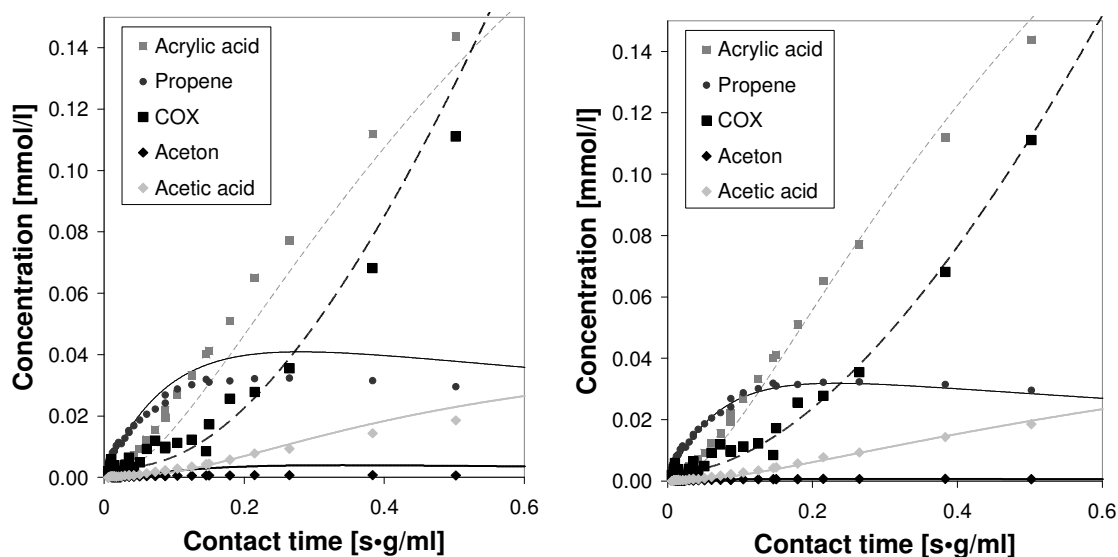 Concentration [mmol/l]
0.14
0.12
0.10
0.08
0.06
0.04
0.02
0.00
Acrylic acid
Propene
COX
Aceton
Acetic acid
0 0.2 0.4 0.6
Contact time [s•g/ml]
Concentration [mmol/l]
0.14
0.12
0.10
0.08
0.06
0.04
0.02
0.00
Acrylic acid
Propene
COX
Aceton
Acetic acid
0 0.2 0.4 0.6
Contact time [s•g/ml]